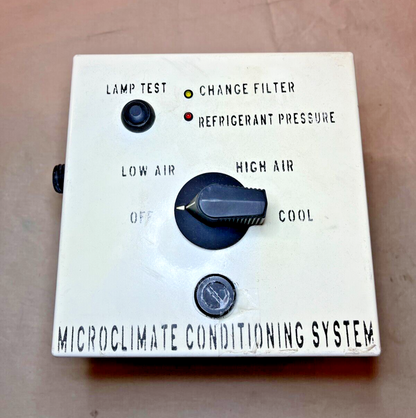 LAMP TEST
CHANGE FILTER
REFRIGERANT PRESSURE
LOW AIR
HIGH AIR
OFF
COOL
MICROCLIMATE CONDITIONING SYSTEM